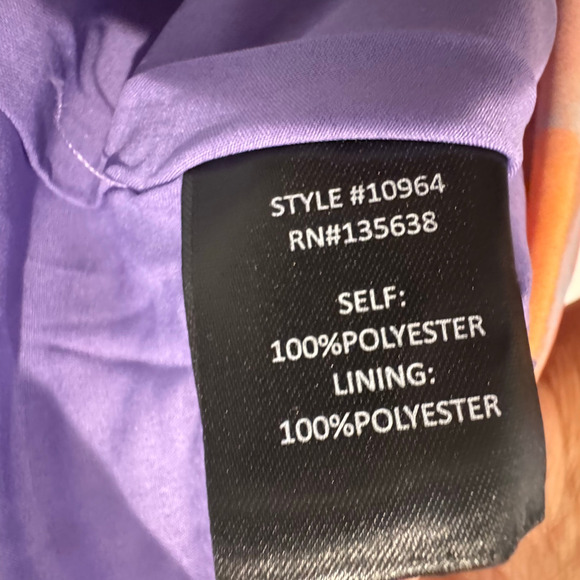 STYLE #10964
RN#135638
SELF:
100%POLYESTER
LINING:
100%POLYESTER